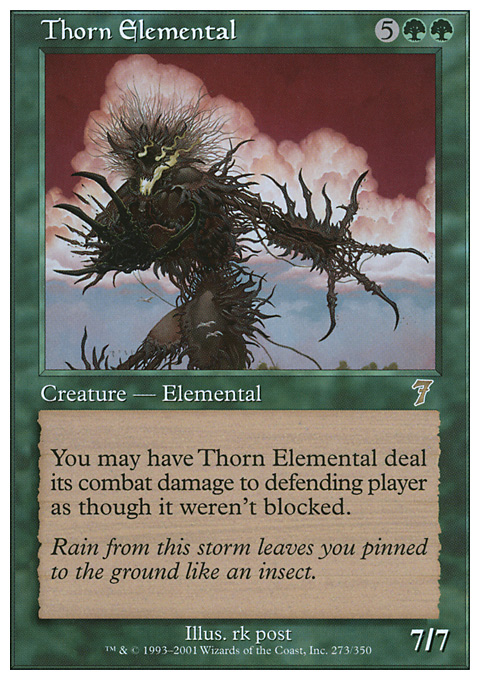 Thorn Elemental 5
Creature — Elemental 7
You may have Thorn Elemental deal
its combat damage to defending player
as though it weren't blocked.
Rain from this storm leaves you pinned
to the ground like an insect.
Illus. rk post
™ & © 1993–2001 Wizards of the Coast, Inc. 273/350
7/7